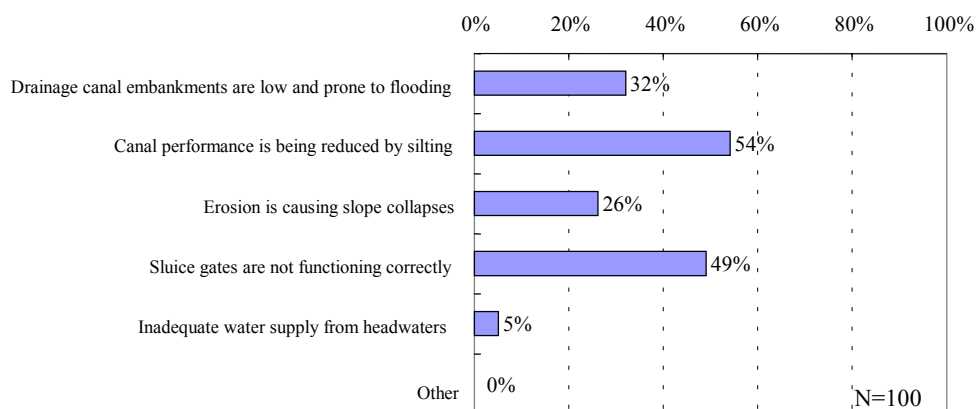 0% 20% 40% 60% 80% 100%
Drainage canal embankments are low and prone to flooding 32%
Canal performance is being reduced by silting 54%
Erosion is causing slope collapses 26%
Sluice gates are not functioning correctly 49%
Inadequate water supply from headwaters 5%
Other 0%
N=100